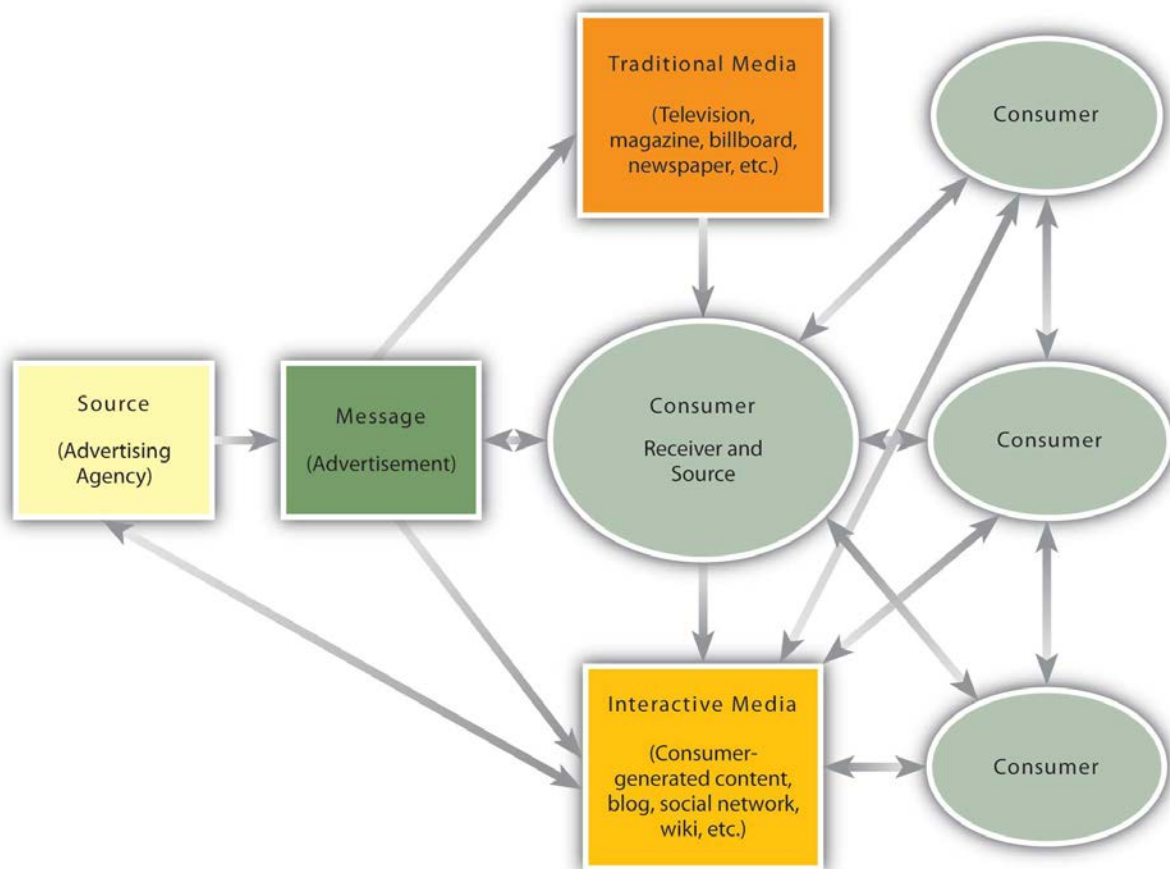 Traditional Media
(Television,
magazine, billboard,
newspaper, etc.)
Consumer
Source
(Advertising
Agency)
Message
(Advertisement)
Consumer
Receiver and
Source
Consumer
Interactive Media
(Consumer-
generated content,
blog, social network,
wiki, etc.)
Consumer